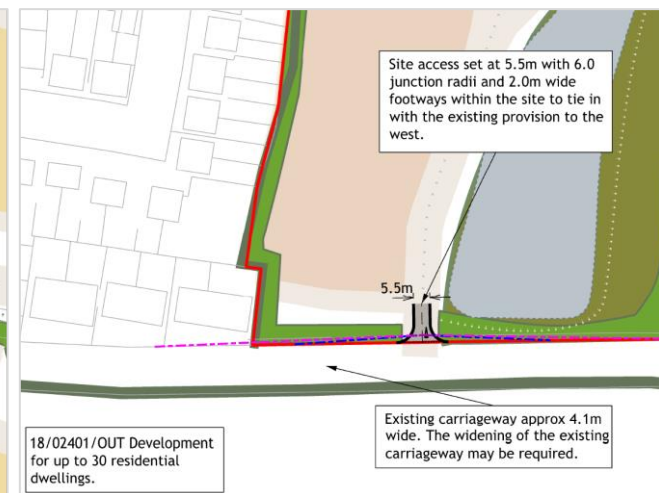 Site access set at 5.5m with 6.0
junction radii and 2.0m wide
footways within the site to tie in
with the existing provision to the
west.
5.5m
Existing carriageway approx 4.1m
wide. The widening of the existing
carriageway may be required.
18/02401/OUT Development
for up to 30 residential
dwellings.